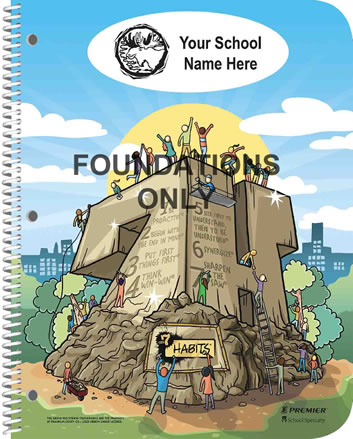 Your School
Name Here
FOUNDATIONS
ONLY
1 BE
PROACTIVE
2 BEGIN WITH
THE END IN MIND
3 PUT FIRST
THINGS FIRST
4 THINK
WIN-WIN
5 SEEK FIRST TO
UNDERSTAND,
THEN TO BE
UNDERSTOOD
6
SYNERGIZE
7
SHARPEN
THE
SAW
7
HABITS
PREMIER
School Specialty